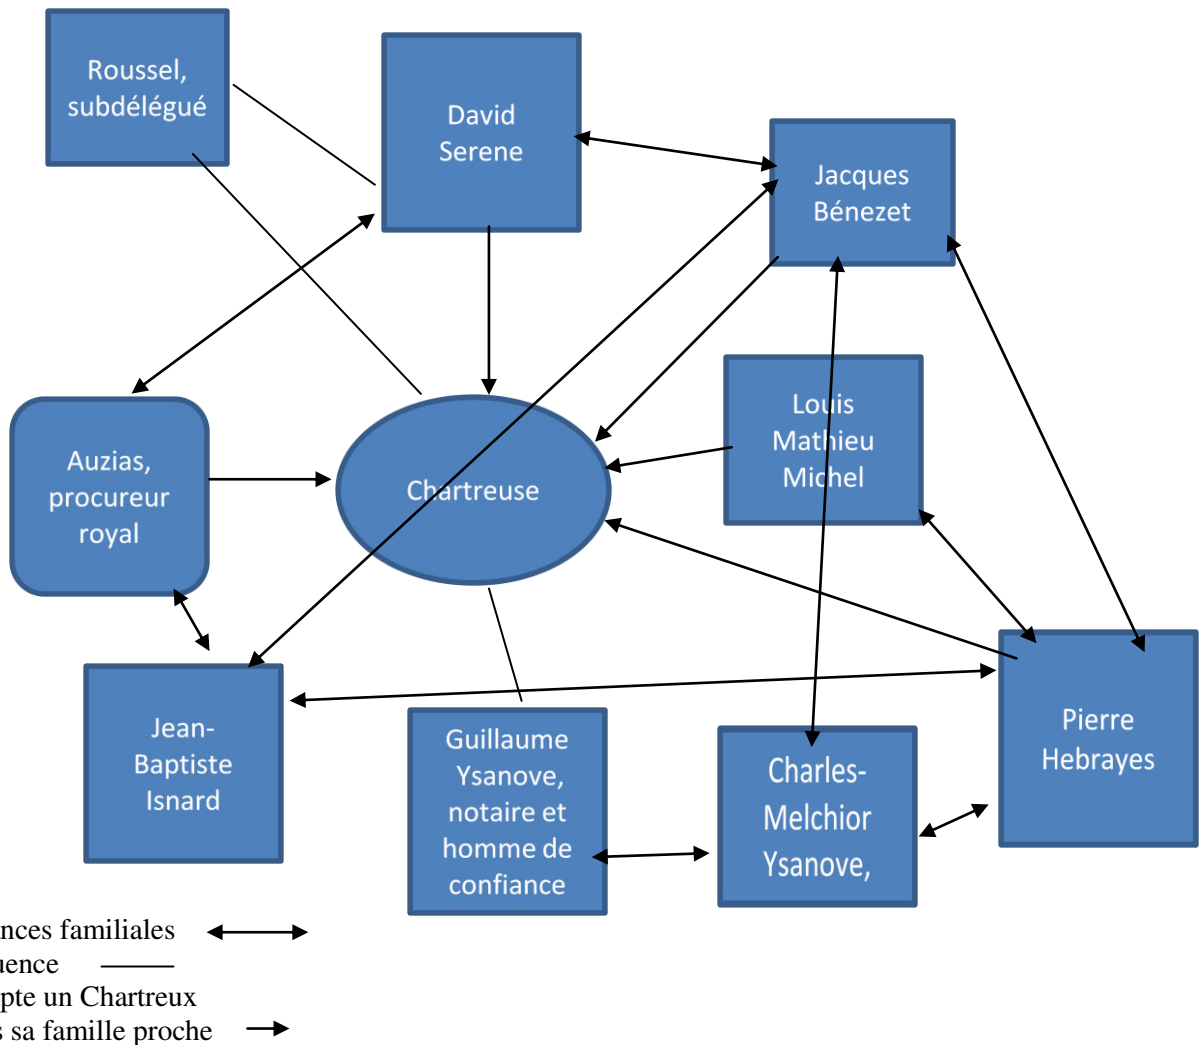 Roussel,
subdélégué
David
Serene
Jacques
Bénezet
Louis
Mathieu
Michel
Auzias,
procureur
royal
Chartreuse
Jean-
Baptiste
Isnard
Guillaume
Ysanove,
notaire et
homme de
confiance
Charles-
Melchior
Ysanove,
Pierre
Hebrayes
ances familiales
uence
pte un Chartreux
s sa famille proche